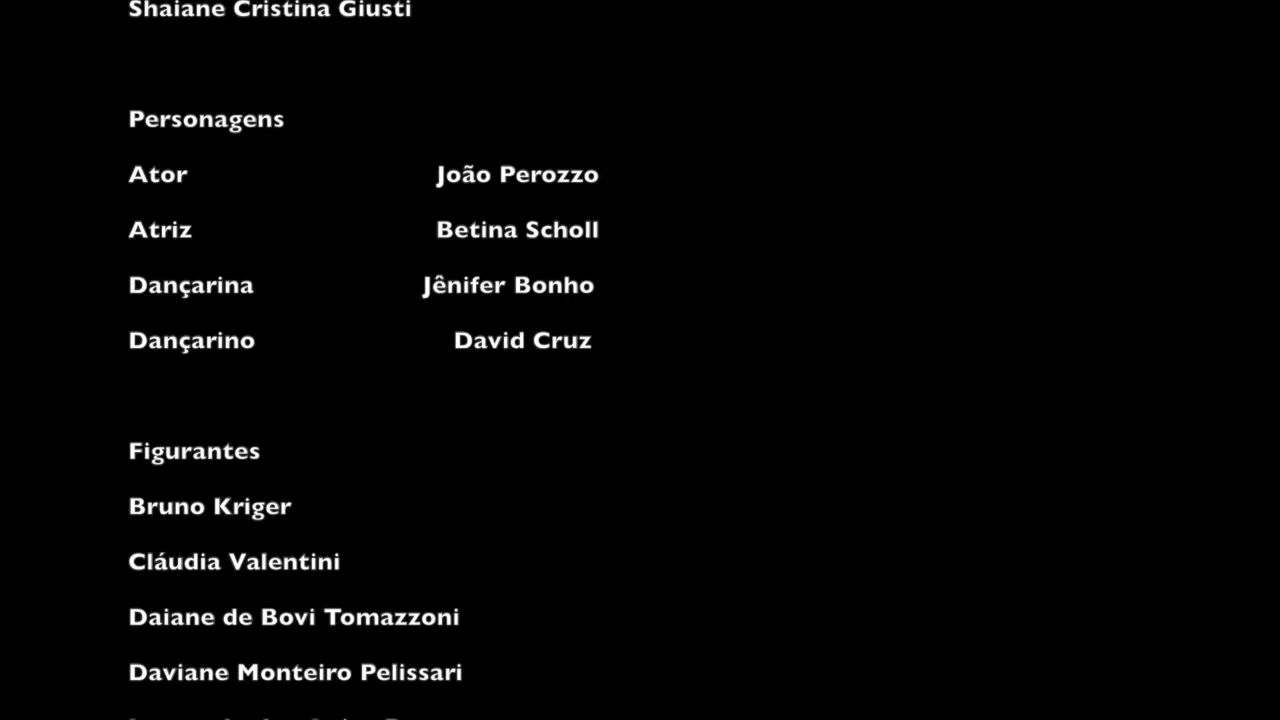 Shaiane Cristina Giusti
Personagens
Ator João Perozzo
Atriz Betina Scholl
Dançarina Jênifer Bonho
Dançarino David Cruz
Figurantes
Bruno Kriger
Cláudia Valentini
Daiane de Bovi Tomazzoni
Daviane Monteiro Pelissari